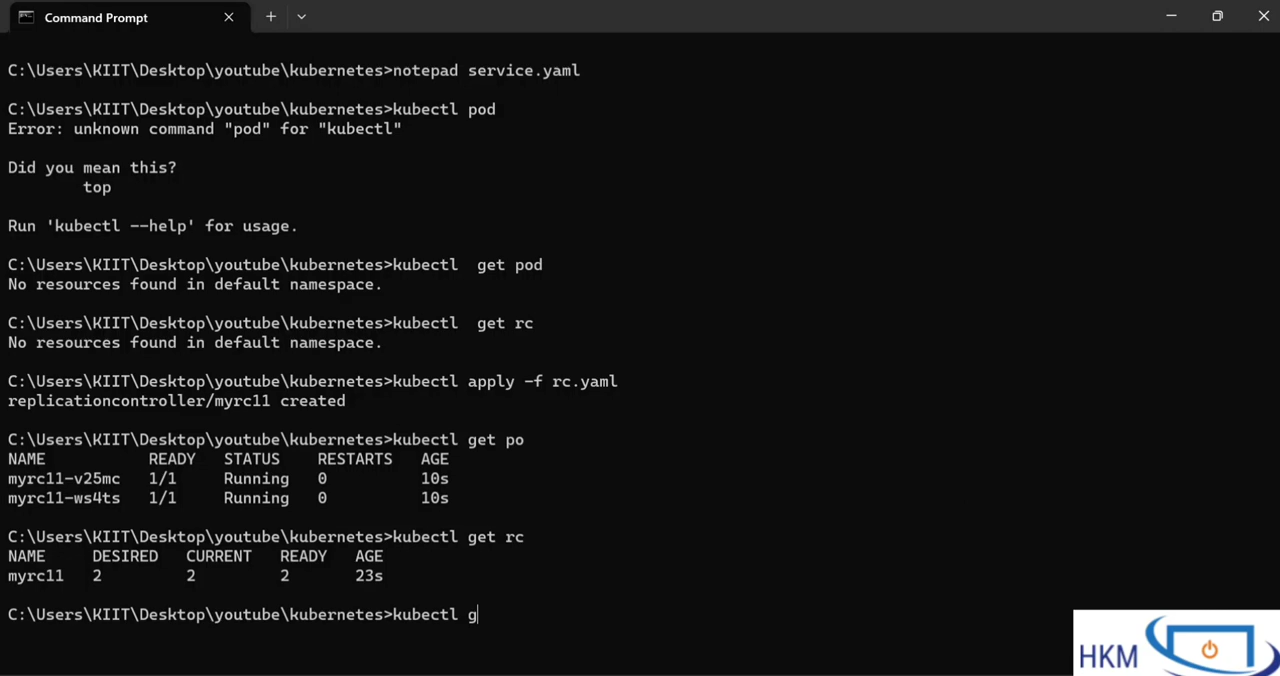 Command Prompt
C:\Users\KIIT\Desktop\youtube\kubernetes>notepad service.yaml
C:\Users\KIIT\Desktop\youtube\kubernetes>kubectl pod
Error: unknown command "pod" for "kubectl"
Did you mean this?
top
Run 'kubectl --help' for usage.
C:\Users\KIIT\Desktop\youtube\kubernetes>kubectl  get pod
No resources found in default namespace.
C:\Users\KIIT\Desktop\youtube\kubernetes>kubectl  get rc
No resources found in default namespace.
C:\Users\KIIT\Desktop\youtube\kubernetes>kubectl apply -f rc.yaml
replicationcontroller/myrc11 created
C:\Users\KIIT\Desktop\youtube\kubernetes>kubectl get po
NAME           READY   STATUS    RESTARTS   AGE
myrc11-v25mc   1/1     Running   0          10s
myrc11-ws4ts   1/1     Running   0          10s
C:\Users\KIIT\Desktop\youtube\kubernetes>kubectl get rc
NAME     DESIRED   CURRENT   READY   AGE
myrc11   2         2         2       23s
C:\Users\KIIT\Desktop\youtube\kubernetes>kubectl g
HKM